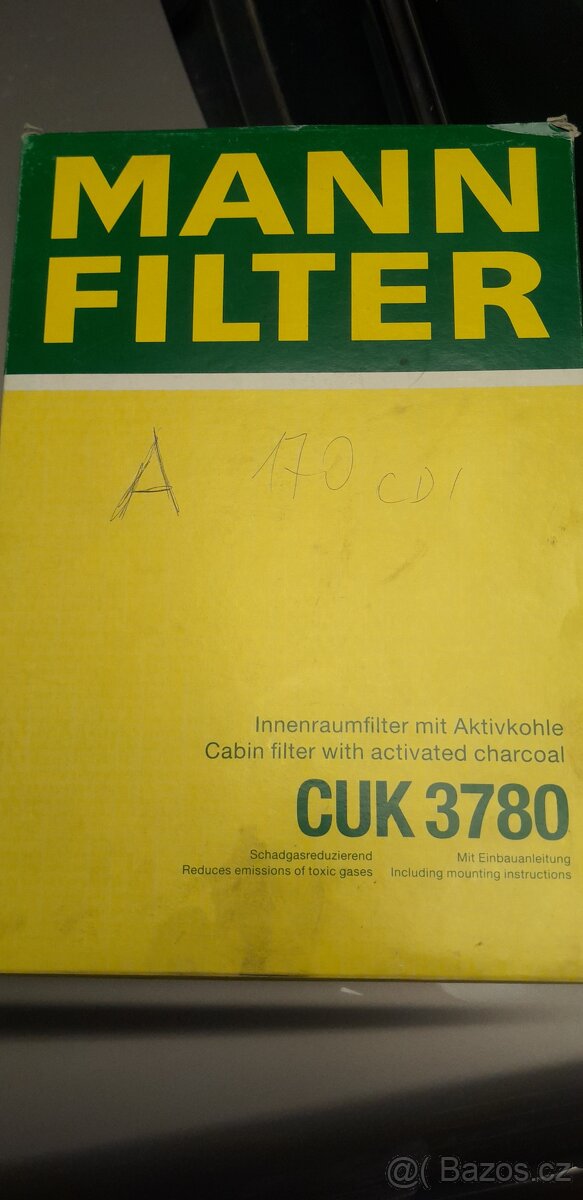 MANN
FILTER
A 170 CDI
Innenraumfilter mit Aktivkohle
Cabin filter with activated charcoal
CUK 3780
Schadgasreduzierend
Reduces emissions of toxic gases
Mit Einbauanleitung
Including mounting instructions
@( Bazos.cz